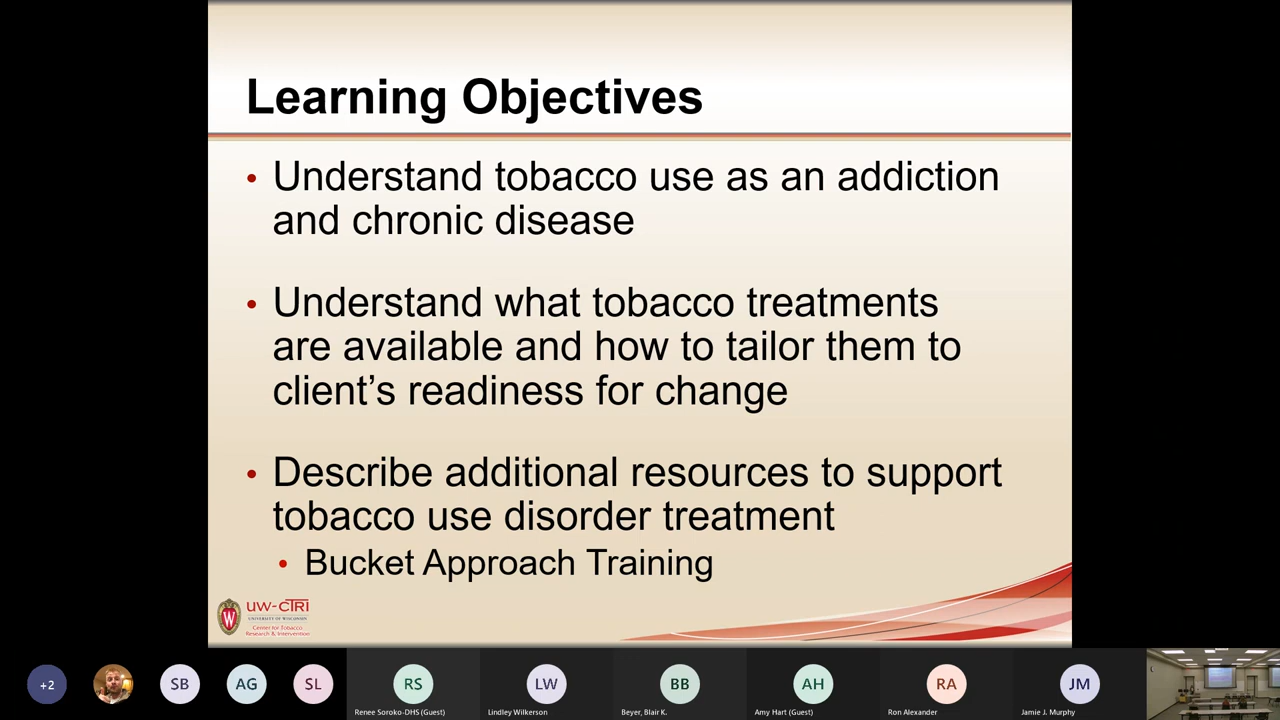 Learning Objectives
• Understand tobacco use as an addiction
and chronic disease
• Understand what tobacco treatments
are available and how to tailor them to
client’s readiness for change
• Describe additional resources to support
tobacco use disorder treatment
• Bucket Approach Training
W
UW-CTRI
UNIVERSITY OF WISCONSIN
Center for Tobacco
Research & Intervention
+2
SB
AG
SL
RS
LW
BB
AH
RA
JM
Renee Soroko-DHS (Guest)
Lindley Wilkerson
Beyer, Blair K.
Amy Hart (Guest)
Ron Alexander
Jamie J. Murphy